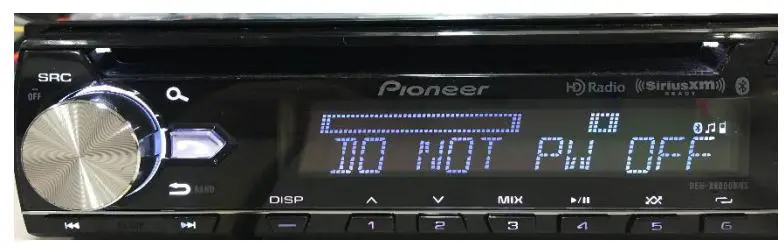 SRC
OFF
Pioneer
HD Radio
SiriusXM
READY
DO NOT PW OFF
BAND
DISP
MIX
1
2
3
4
5
6